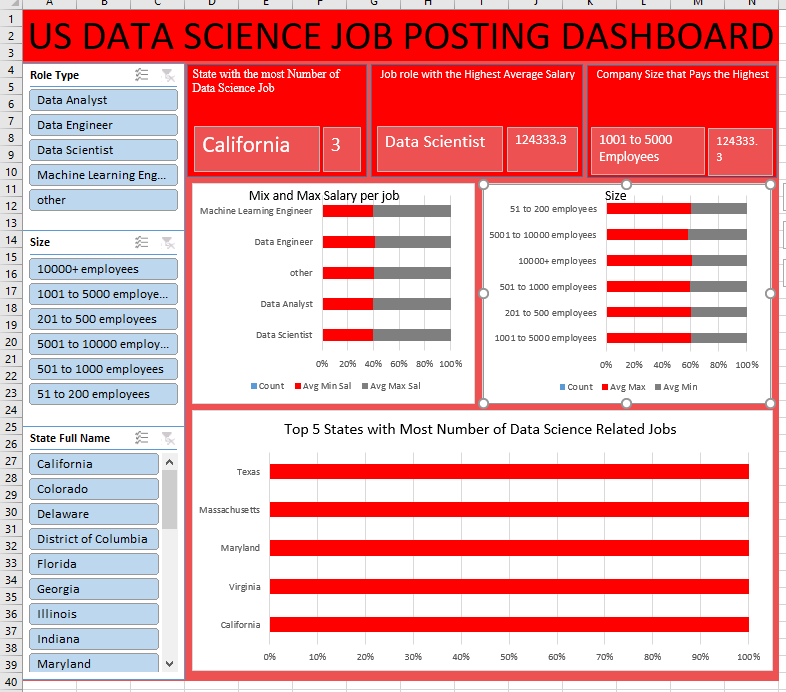 A B C D E F G H I J K L M N
1
2
3
4
5
6
7
8
9
10
11
12
13
14
15
16
17
18
19
20
21
22
23
24
25
26
27
28
29
30
31
32
33
34
35
36
37
38
39
40
US DATA SCIENCE JOB POSTING DASHBOARD
Role Type
Data Analyst
Data Engineer
Data Scientist
Machine Learning Eng...
other
Size
10000+ employees
1001 to 5000 employe...
201 to 500 employees
5001 to 10000 employ...
501 to 1000 employees
51 to 200 employees
State Full Name
California
Colorado
Delaware
District of Columbia
Florida
Georgia
Illinois
Indiana
Maryland
State with the most Number of
Data Science Job
California
3
Job role with the Highest Average Salary
Data Scientist
124333.3
Company Size that Pays the Highest
1001 to 5000
Employees
124333.
3
Mix and Max Salary per job
Machine Learning Engineer
Data Engineer
other
Data Analyst
Data Scientist
0% 20% 40% 60% 80% 100%
Count Avg Min Sal Avg Max Sal
Size
51 to 200 employees
5001 to 10000 employees
10000+ employees
501 to 1000 employees
201 to 500 employees
1001 to 5000 employees
0% 20% 40% 60% 80% 100%
Count Avg Max Avg Min
Top 5 States with Most Number of Data Science Related Jobs
Texas
Massachusetts
Maryland
Virginia
California
0% 10% 20% 30% 40% 50% 60% 70% 80% 90% 100%